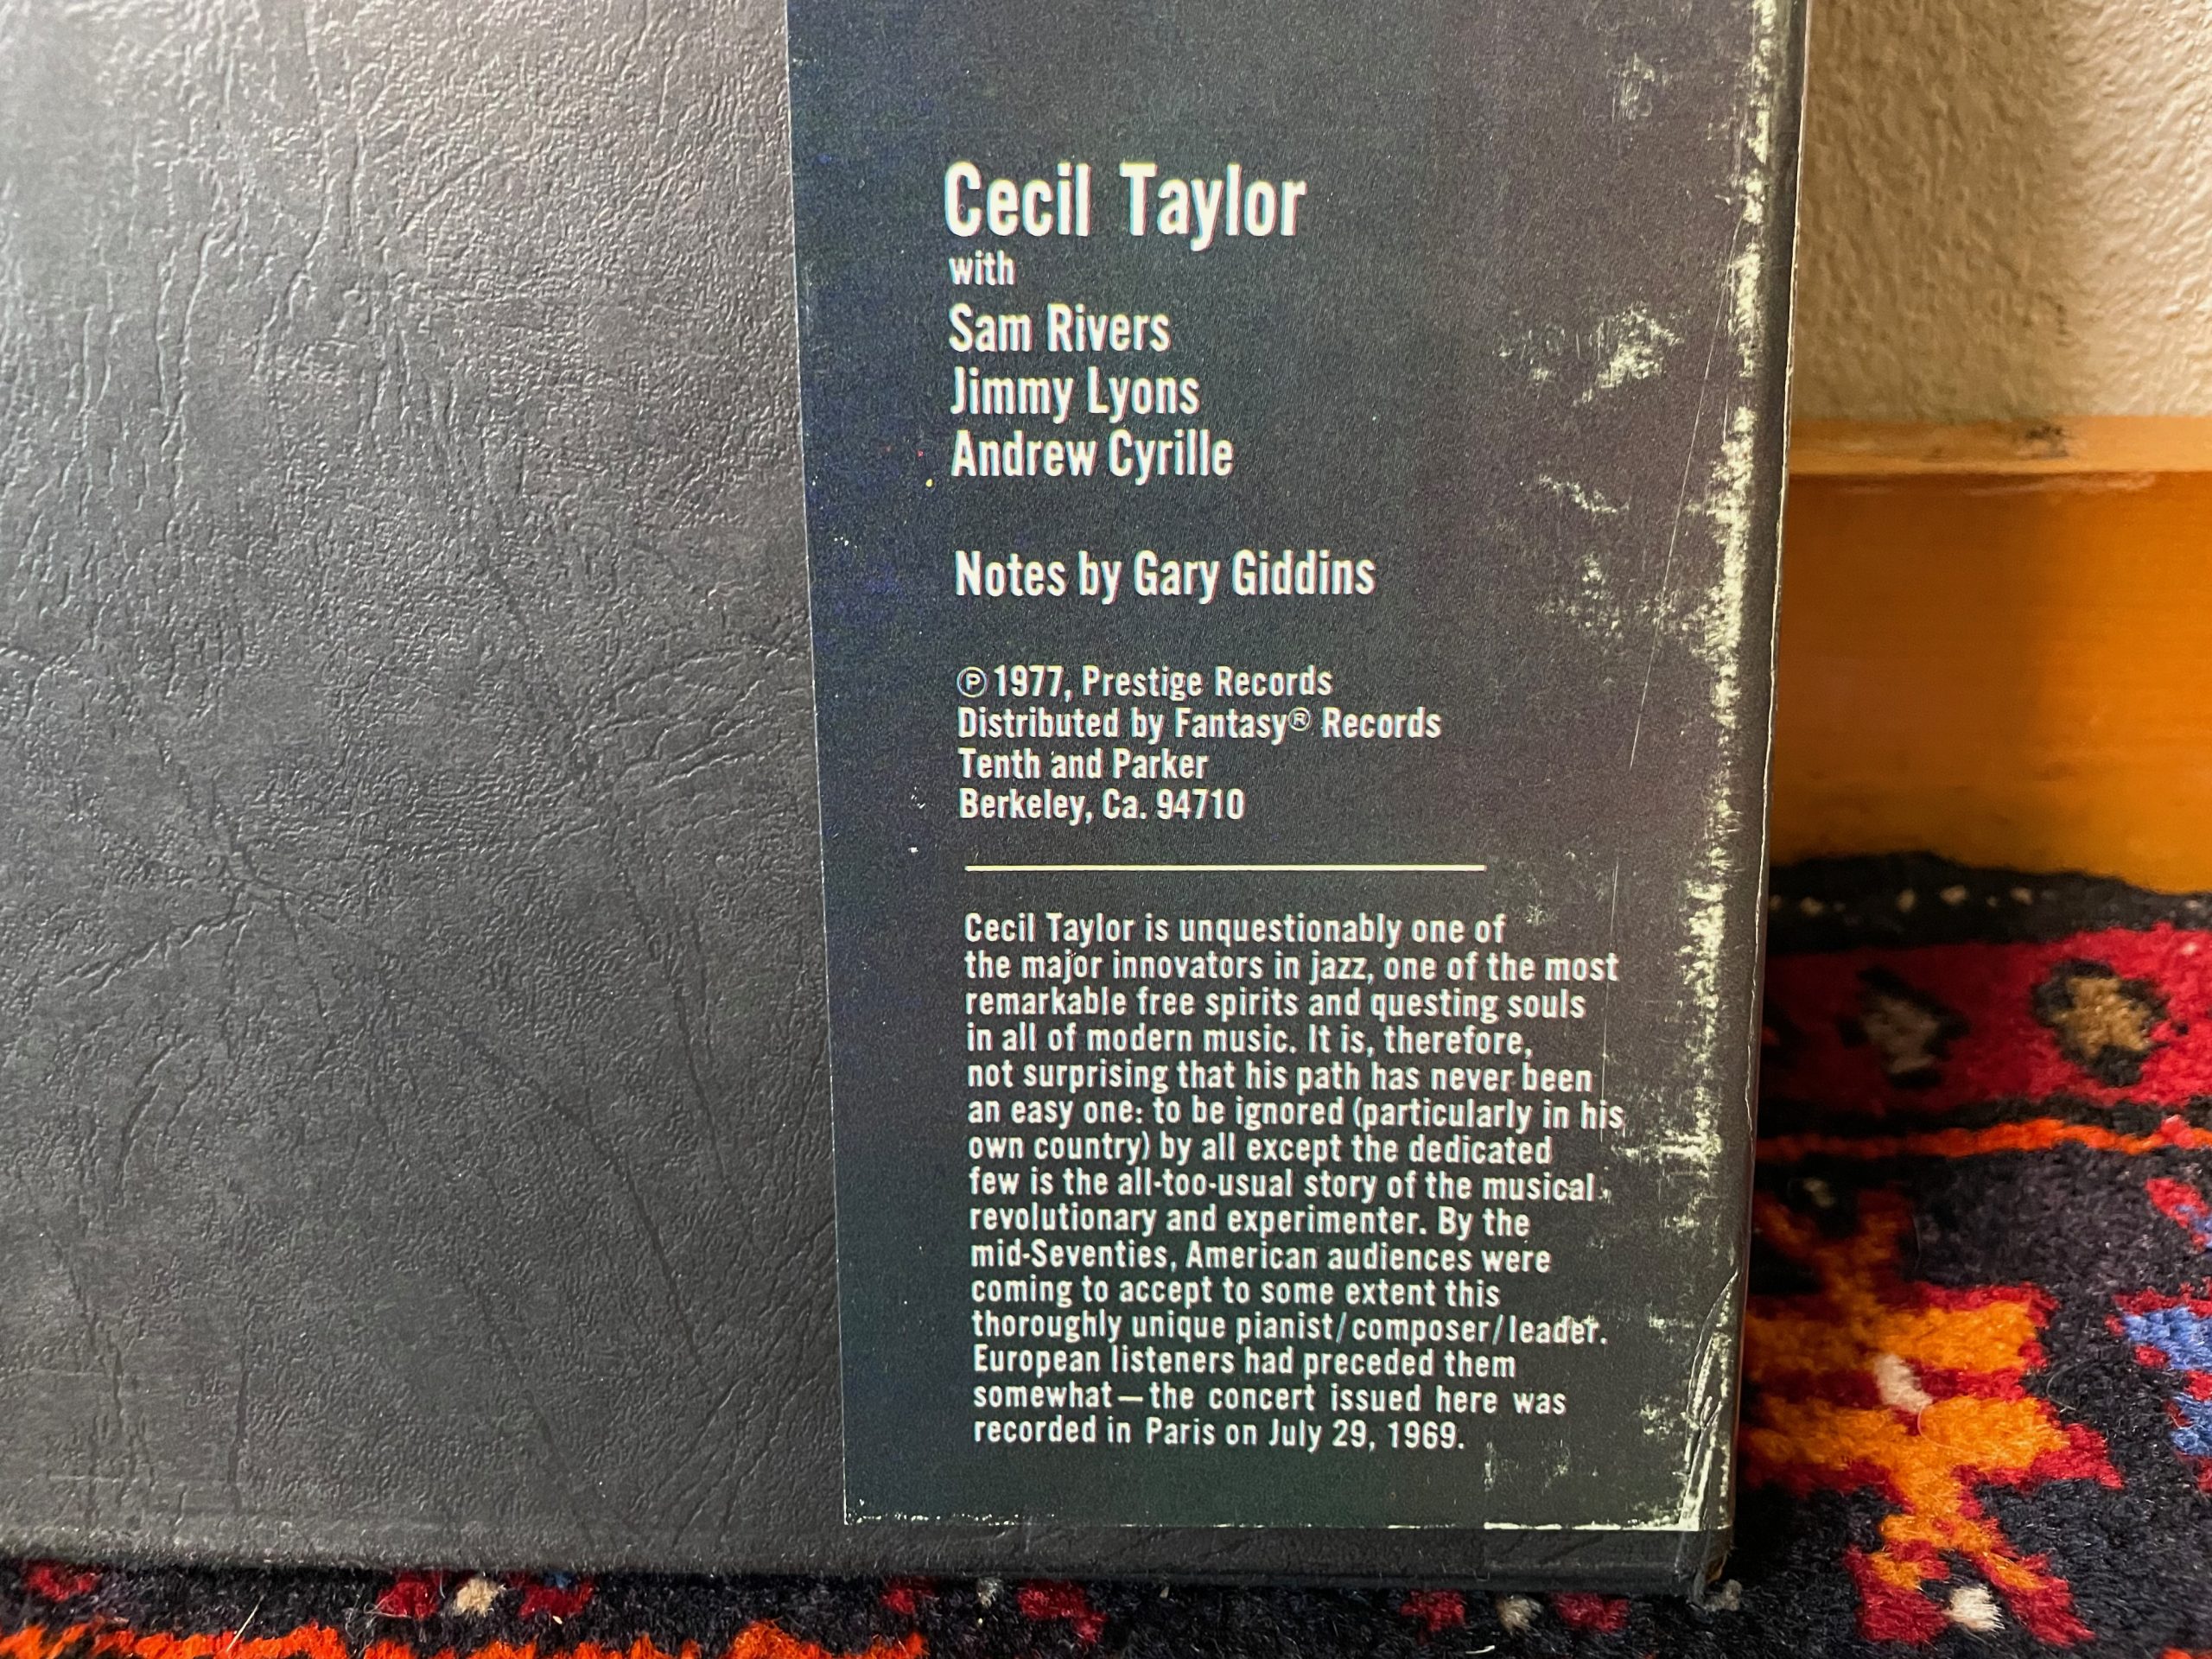 Cecil Taylor
with
Sam Rivers
Jimmy Lyons
Andrew Cyrille
Notes by Gary Giddins
℗ 1977, Prestige Records
Distributed by Fantasy® Records
Tenth and Parker
Berkeley, Ca. 94710
Cecil Taylor is unquestionably one of
the major innovators in jazz, one of the most
remarkable free spirits and questing souls
in all of modern music. It is, therefore,
not surprising that his path has never been
an easy one: to be ignored (particularly in his
own country) by all except the dedicated
few is the all-too-usual story of the musical
revolutionary and experimenter. By the
mid-Seventies, American audiences were
coming to accept to some extent this
thoroughly unique pianist/composer/leader.
European listeners had preceded them
somewhat—the concert issued here was
recorded in Paris on July 29, 1969.